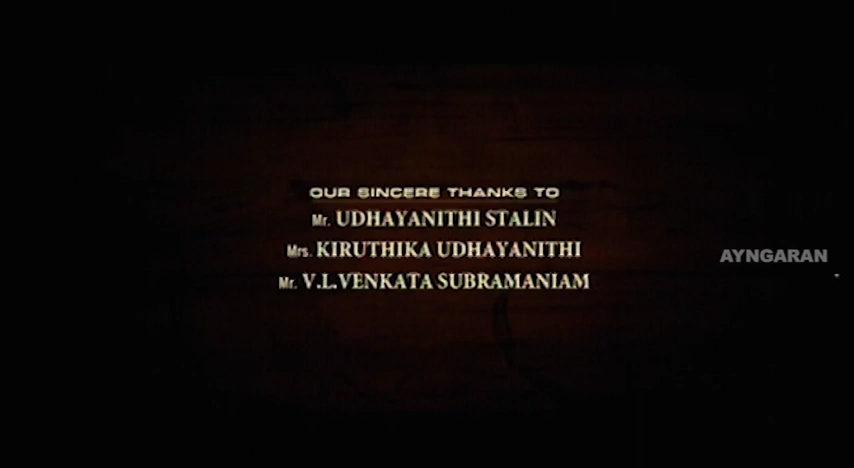 OUR SINCERE THANKS TO
Mr. UDHAYANITHI STALIN
Mrs. KIRUTHIKA UDHAYANITHI
AYNGARAN
Mr. V.L.VENKATA SUBRAMANIAM